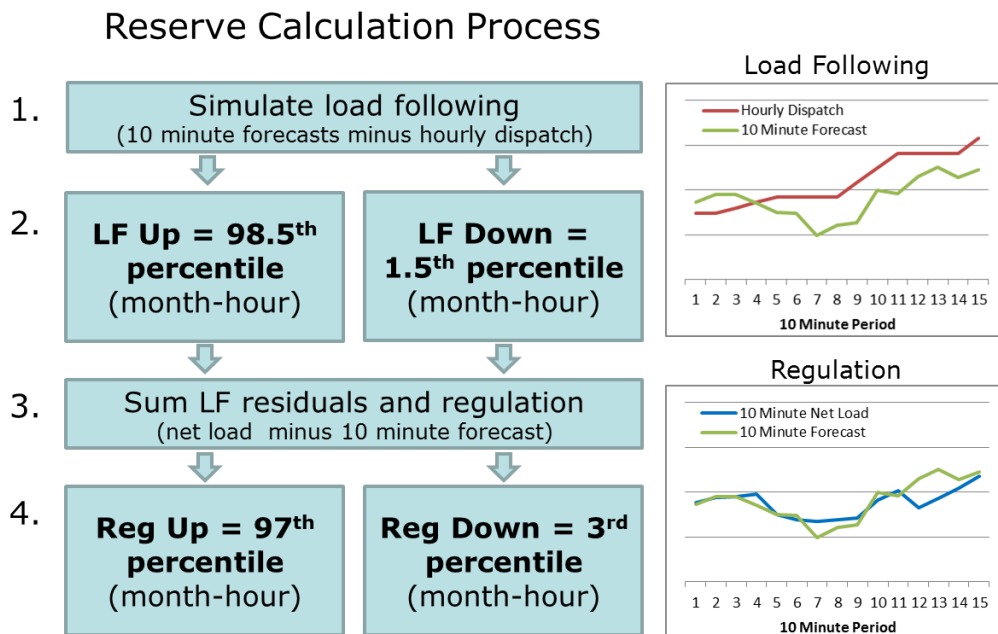 Reserve Calculation Process
1.
Simulate load following
(10 minute forecasts minus hourly dispatch)
2.
LF Up = 98.5th
percentile
(month-hour)
LF Down =
1.5th percentile
(month-hour)
3.
Sum LF residuals and regulation
(net load minus 10 minute forecast)
4.
Reg Up = 97th
percentile
(month-hour)
Reg Down = 3rd
percentile
(month-hour)
Load Following
Hourly Dispatch
10 Minute Forecast
1 2 3 4 5 6 7 8 9 10 11 12 13 14 15
10 Minute Period
Regulation
10 Minute Net Load
10 Minute Forecast
1 2 3 4 5 6 7 8 9 10 11 12 13 14 15
10 Minute Period